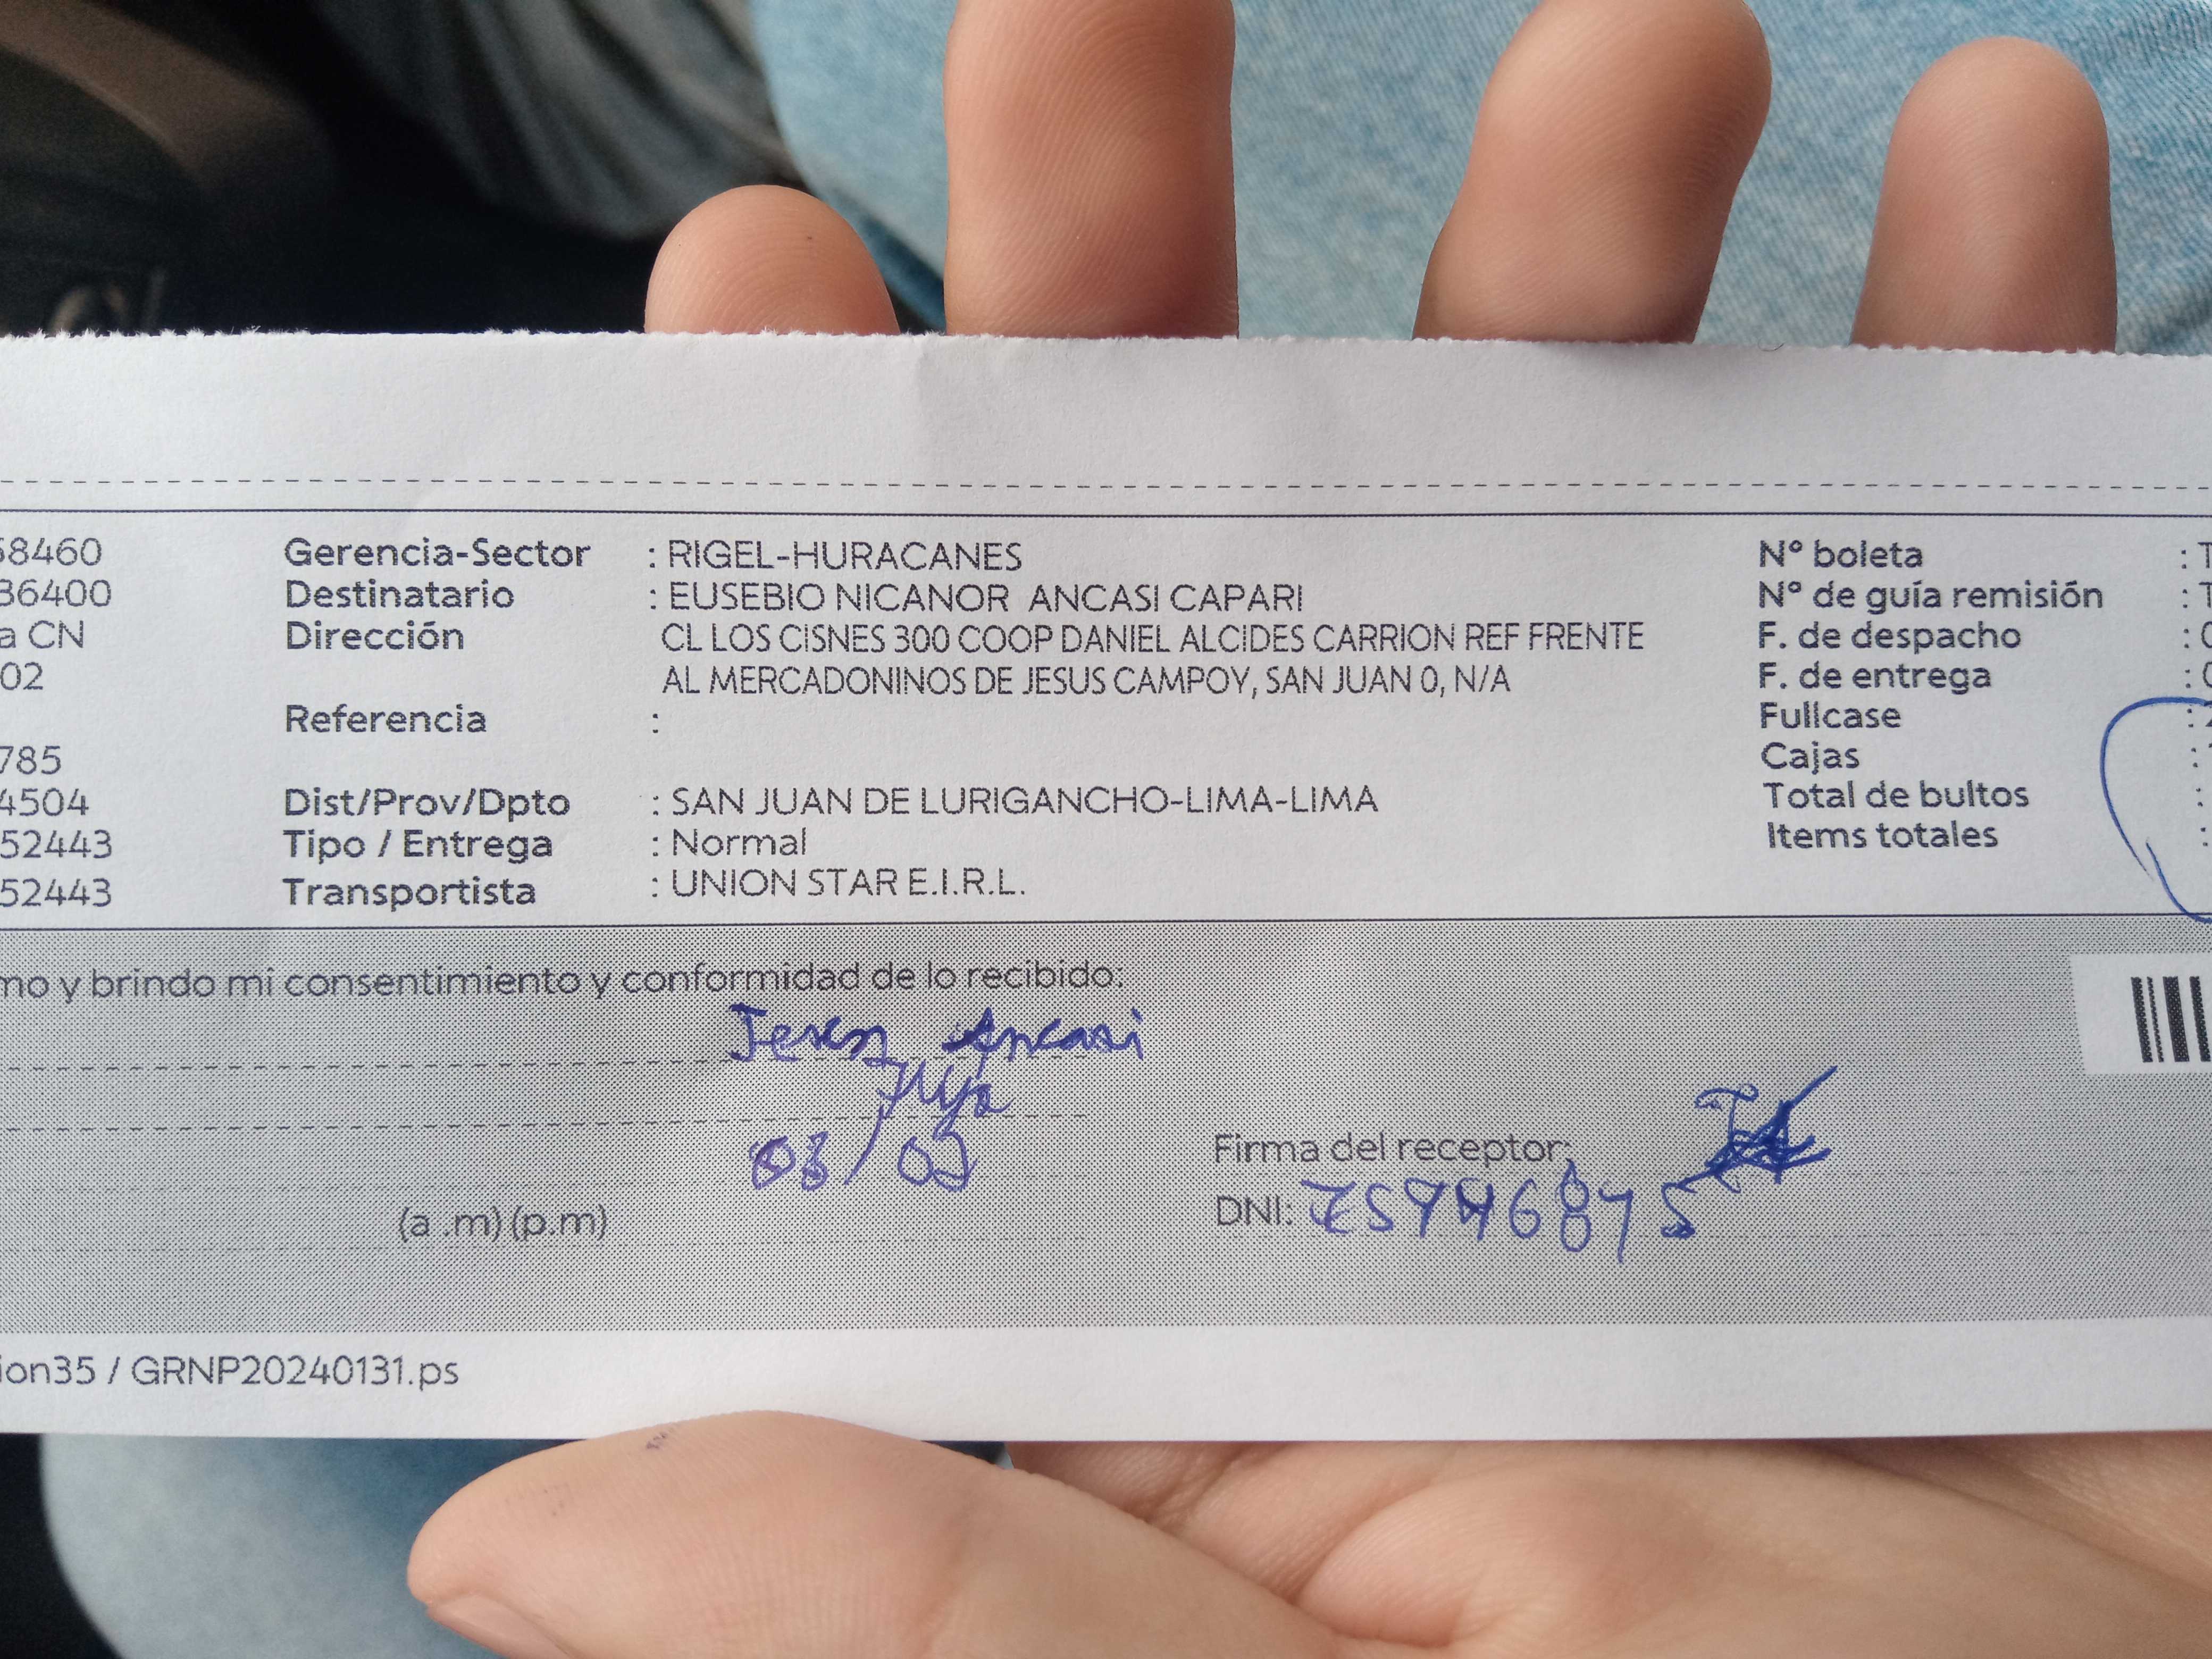 68460
36400
a CN
02
785
4504
52443
52443
Gerencia-Sector : RIGEL-HURACANES
Destinatario : EUSEBIO NICANOR ANCASI CAPARI
Dirección CL LOS CISNES 300 COOP DANIEL ALCIDES CARRION REF FRENTE
AL MERCADONINOS DE JESUS CAMPOY, SAN JUAN 0, N/A
Referencia :
Dist/Prov/Dpto : SAN JUAN DE LURIGANCHO-LIMA-LIMA
Tipo / Entrega : Normal
Transportista : UNION STAR E.I.R.L.
Nº boleta : T
Nº de guía remisión : T
F. de despacho : 0
F. de entrega : 0
Fullcase :
Cajas :
Total de bultos :
Items totales :
mo y brindo mi consentimiento y conformidad de lo recibido:
Ancasi
(a .m) (p.m)
Firma del receptor:
DNI:
ion35 / GRNP20240131.ps